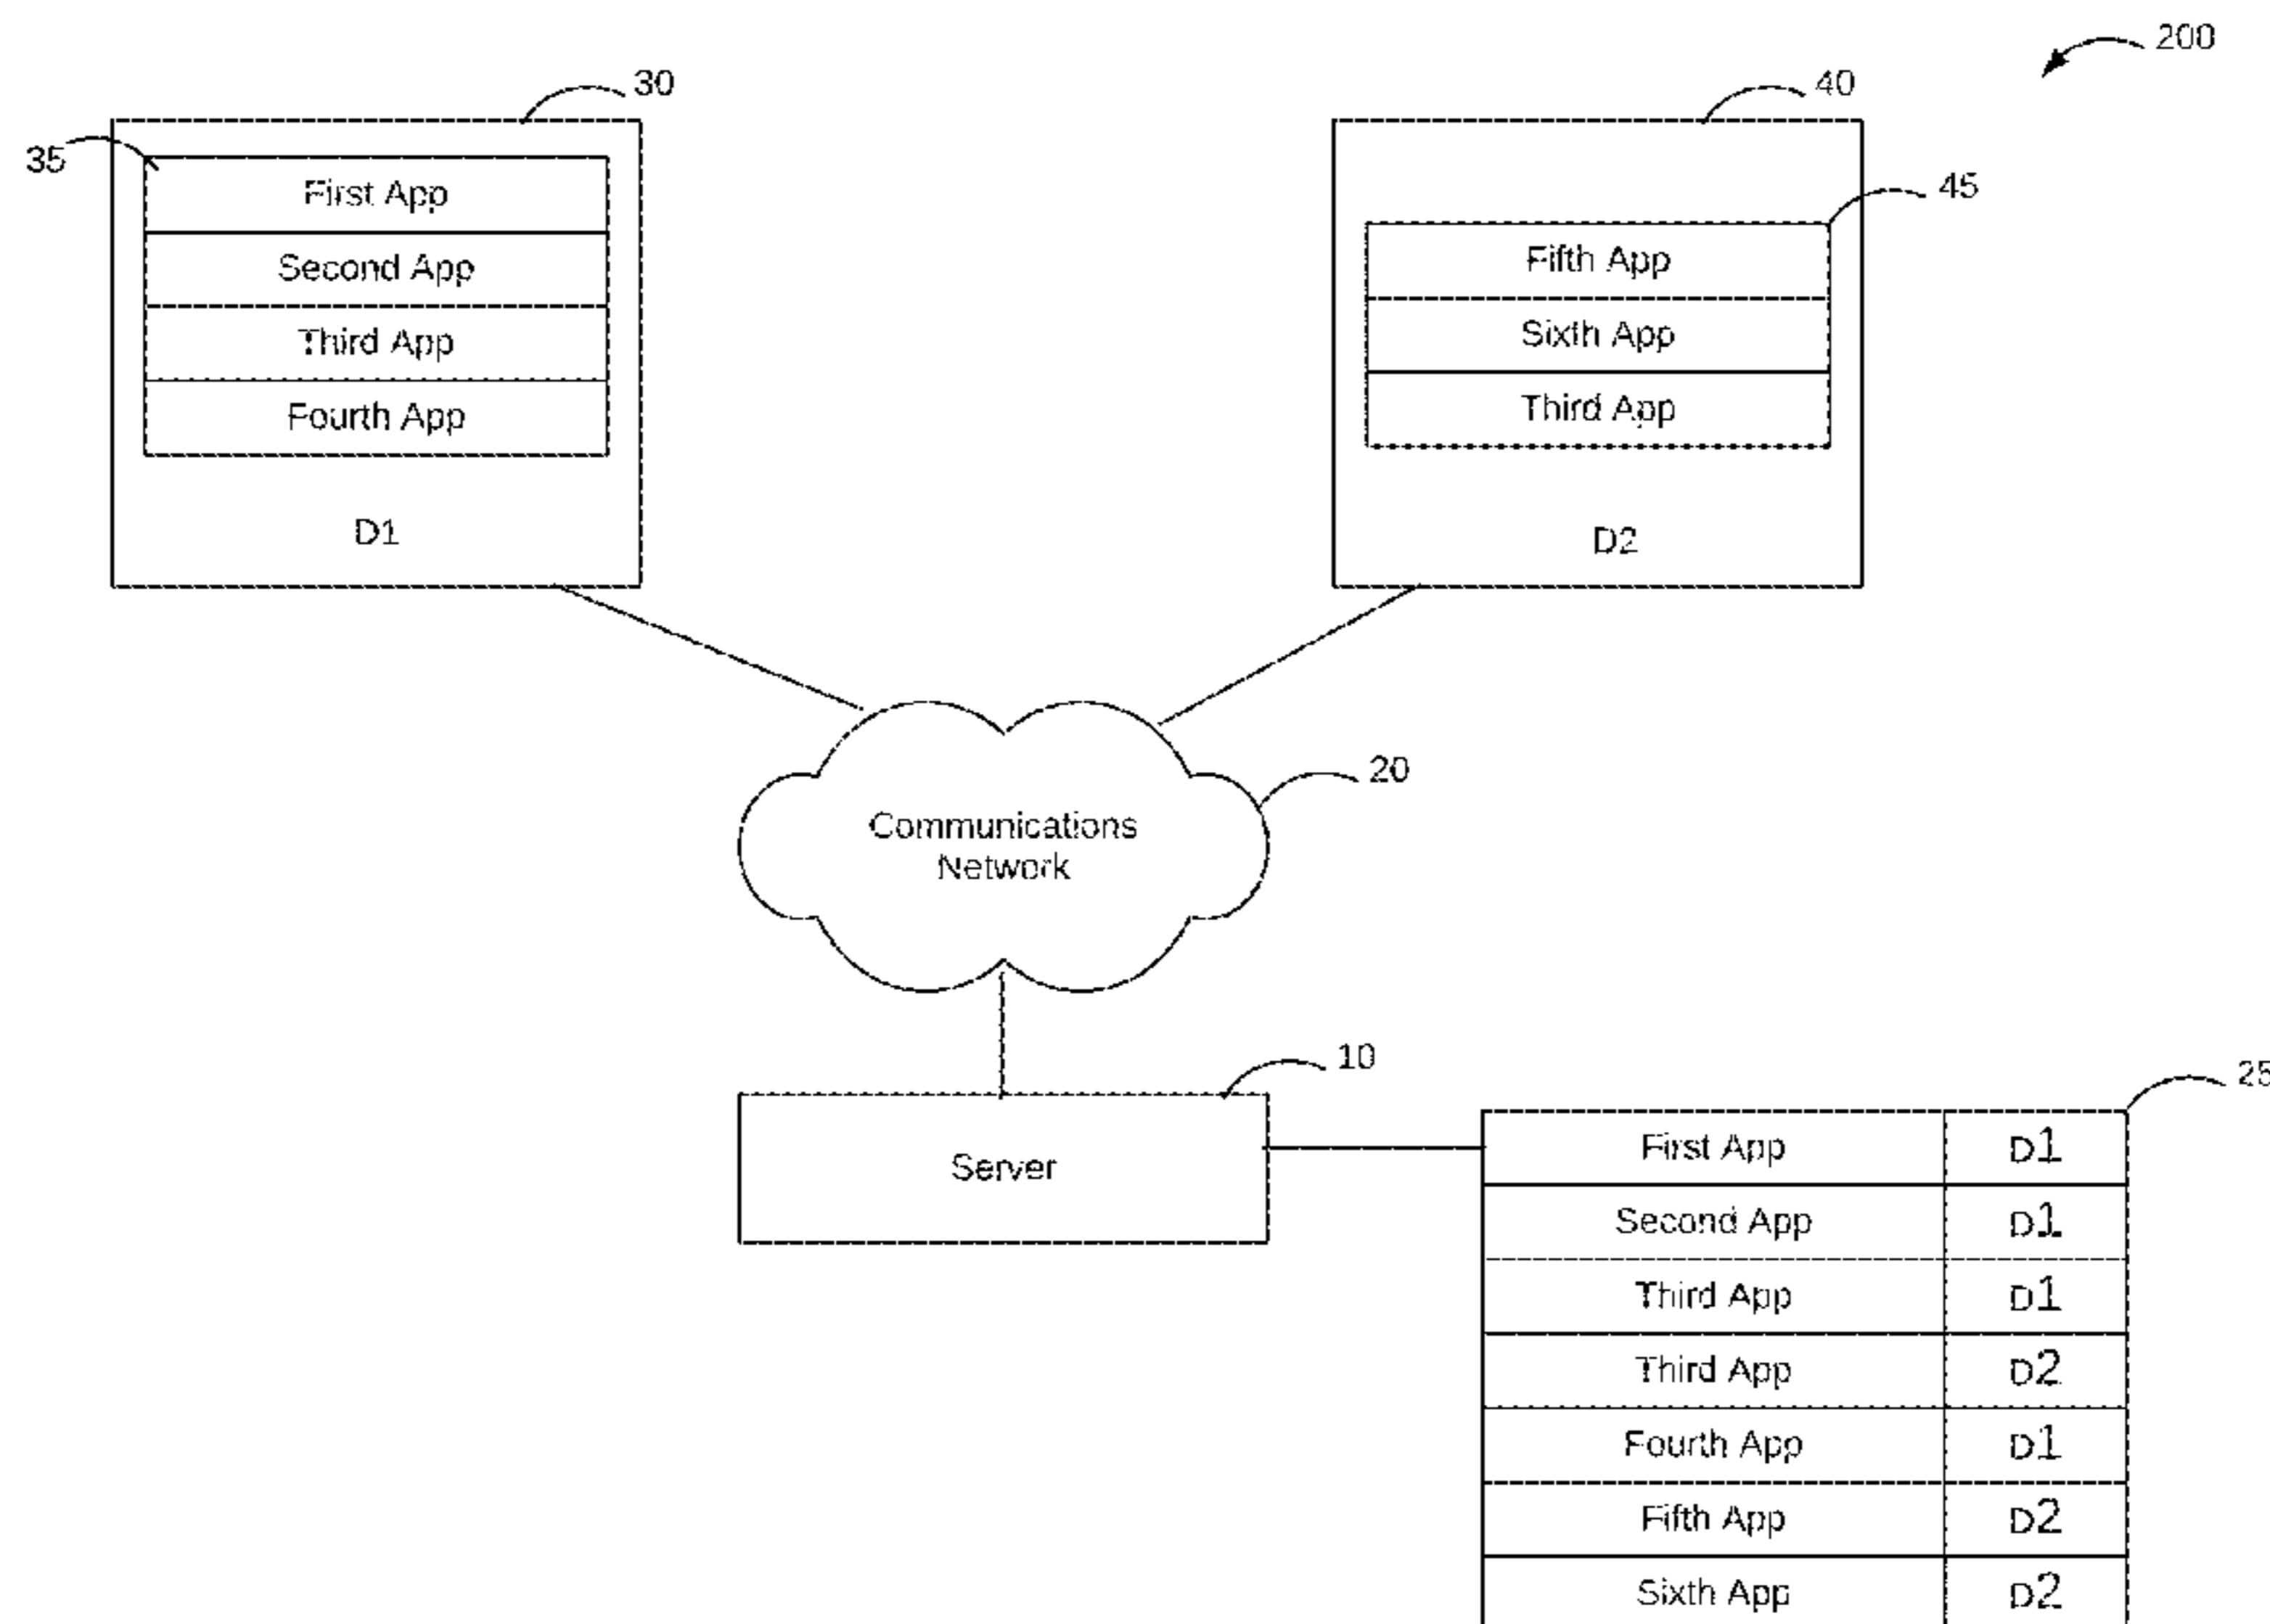 200
30
40
35
First App
Second App
Third App
Fourth App
D1
45
Fifth App
Sixth App
Third App
D2
20
Communications
Network
10
Server
25
First App D1
Second App D1
Third App D1
Third App D2
Fourth App D1
Fifth App D2
Sixth App D2